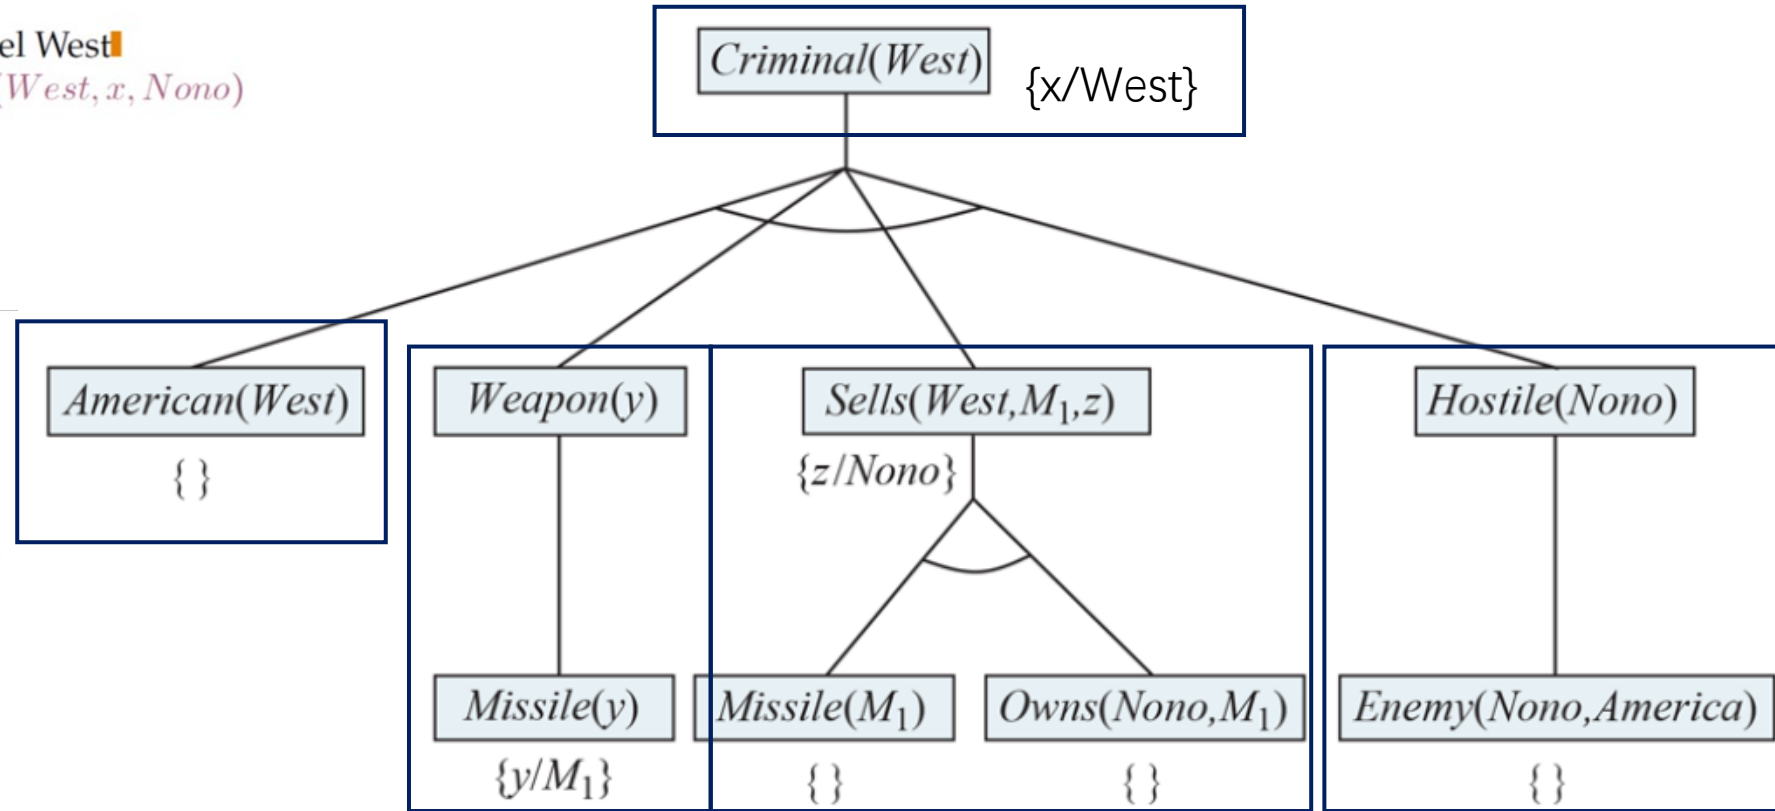 el West
(West, x, Nono)
Criminal(West)
{x/West}
American(West)
Weapon(y)
Sells(West,M₁,z)
Hostile(Nono)
{ }
{z/Nono}
Missile(y)
Missile(M₁)
Owns(Nono,M₁)
Enemy(Nono,America)
{y/M₁}
{ }
{ }
{ }